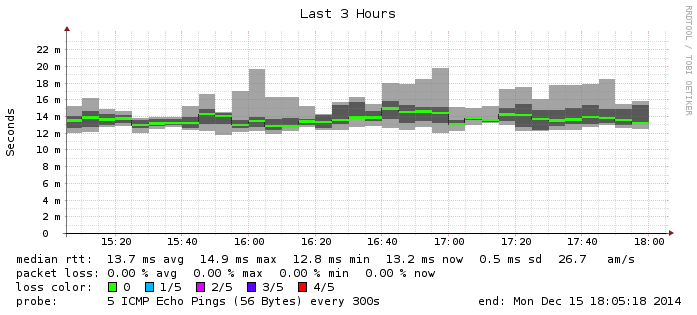 Last 3 Hours
RRDTOOL / TOBI OETIKER
Seconds
22 m
20 m
18 m
16 m
14 m
12 m
10 m
8 m
6 m
4 m
2 m
0
15:20 15:40 16:00 16:20 16:40 17:00 17:20 17:40 18:00
median rtt: 13.7 ms avg 14.9 ms max 12.8 ms min 13.2 ms now 0.5 ms sd 26.7 am/s
packet loss: 0.00 % avg 0.00 % max 0.00 % min 0.00 % now
loss color: 0 1/5 2/5 3/5 4/5
probe: 5 ICMP Echo Pings (56 Bytes) every 300s end: Mon Dec 15 18:05:18 2014